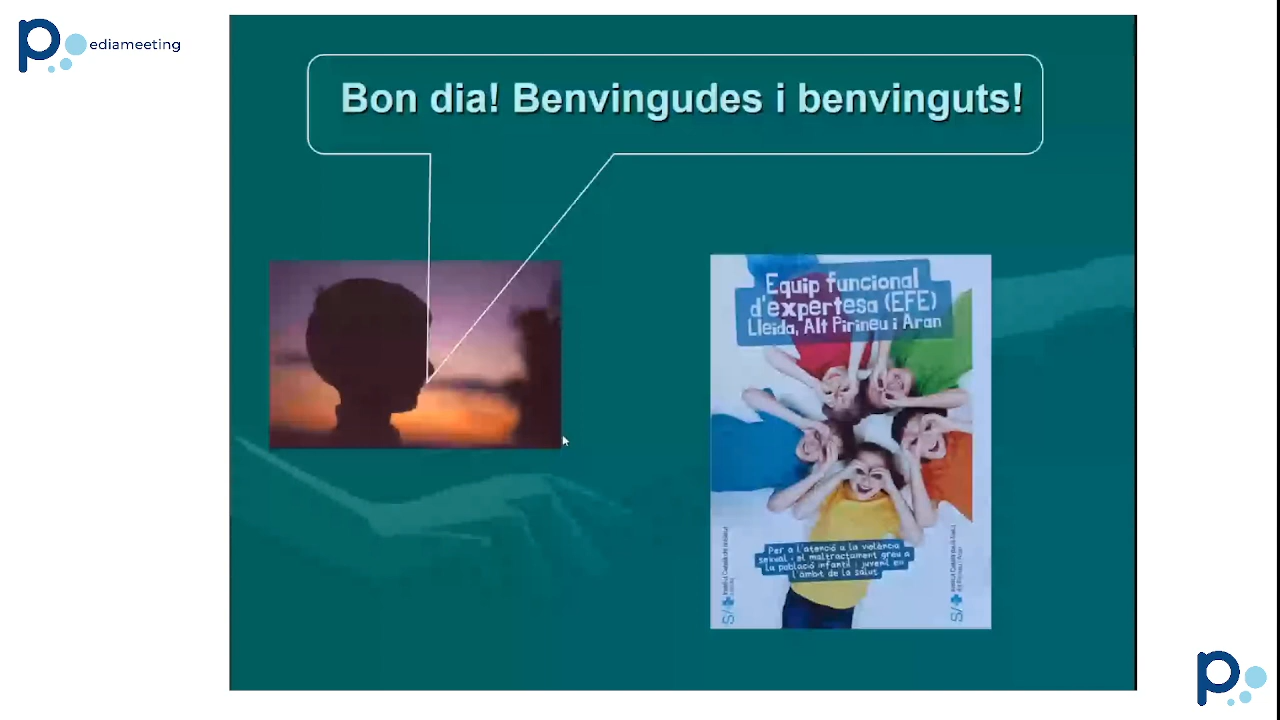 Pediameeting
Bon dia! Benvingudes i benvinguts!
Equip funcional
d'expertesa (EFE)
Lleida, Alt Pirineu i Aran
Per a l'atenció a la violència
sexual i el maltractament greu a
la població infantil i juvenil en
l'àmbit de la salut